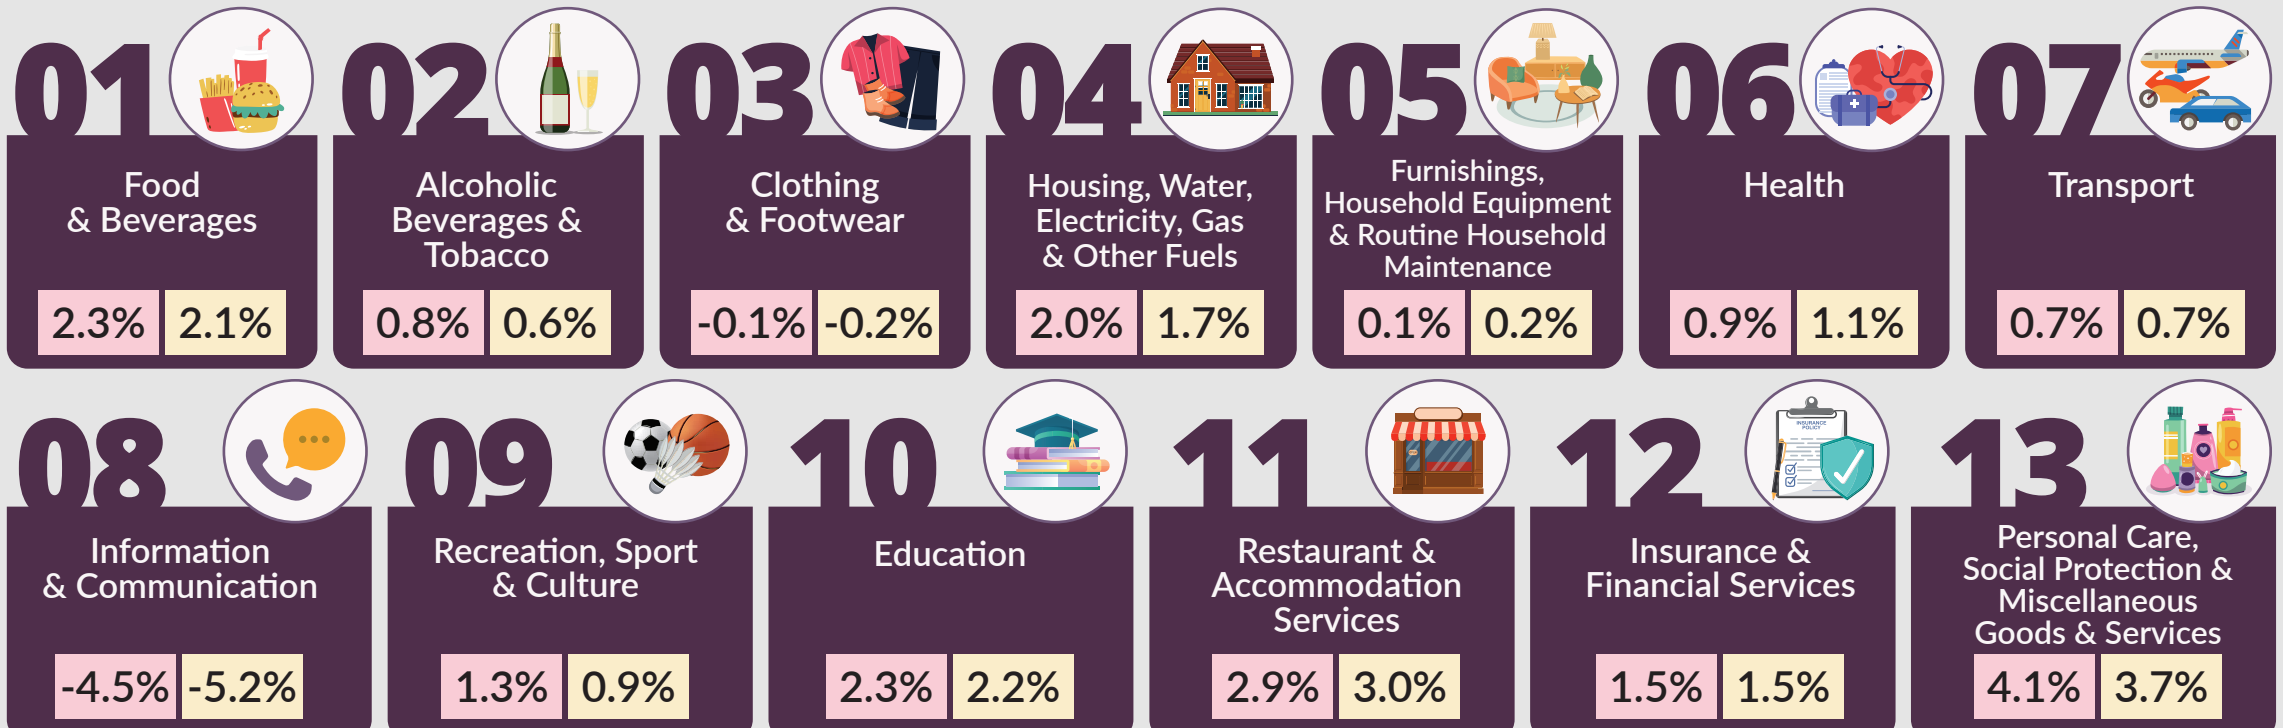 01
Food
& Beverages
2.3% 2.1%
02
Alcoholic
Beverages &
Tobacco
0.8% 0.6%
03
Clothing
& Footwear
-0.1% -0.2%
04
Housing, Water,
Electricity, Gas
& Other Fuels
2.0% 1.7%
05
Furnishings,
Household Equipment
& Routine Household
Maintenance
0.1% 0.2%
06
Health
0.9% 1.1%
07
Transport
0.7% 0.7%
08
Information
& Communication
-4.5% -5.2%
09
Recreation, Sport
& Culture
1.3% 0.9%
10
Education
2.3% 2.2%
11
Restaurant &
Accommodation
Services
2.9% 3.0%
12
INSURANCE
POLICY
Insurance &
Financial Services
1.5% 1.5%
13
Personal Care,
Social Protection &
Miscellaneous
Goods & Services
4.1% 3.7%